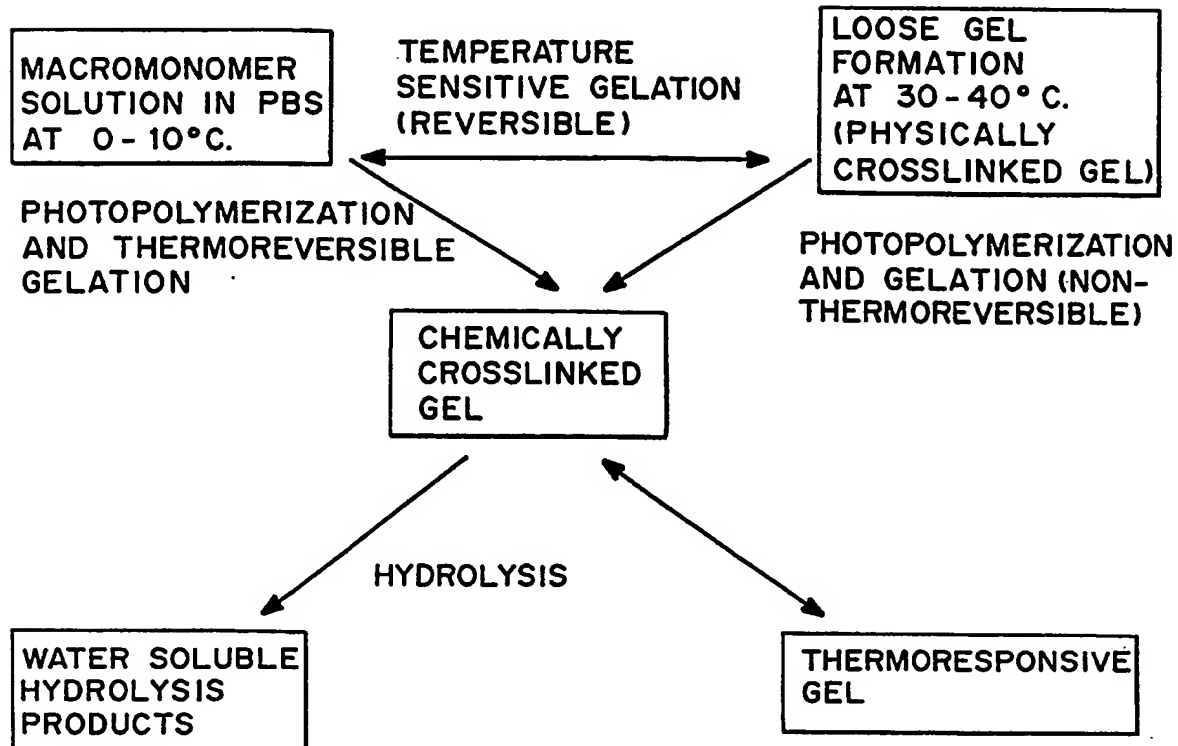 MACROMONOMER
SOLUTION IN PBS
AT 0-10°C.
TEMPERATURE
SENSITIVE GELATION
(REVERSIBLE)
LOOSE GEL
FORMATION
AT 30-40°C.
(PHYSICALLY
CROSSLINKED GEL)
PHOTOPOLYMERIZATION
AND THERMOREVERSIBLE
GELATION
PHOTOPOLYMERIZATION
AND GELATION (NON-
THERMOREVERSIBLE)
CHEMICALLY
CROSSLINKED
GEL
HYDROLYSIS
WATER SOLUBLE
HYDROLYSIS
PRODUCTS
THERMORESPONSIVE
GEL